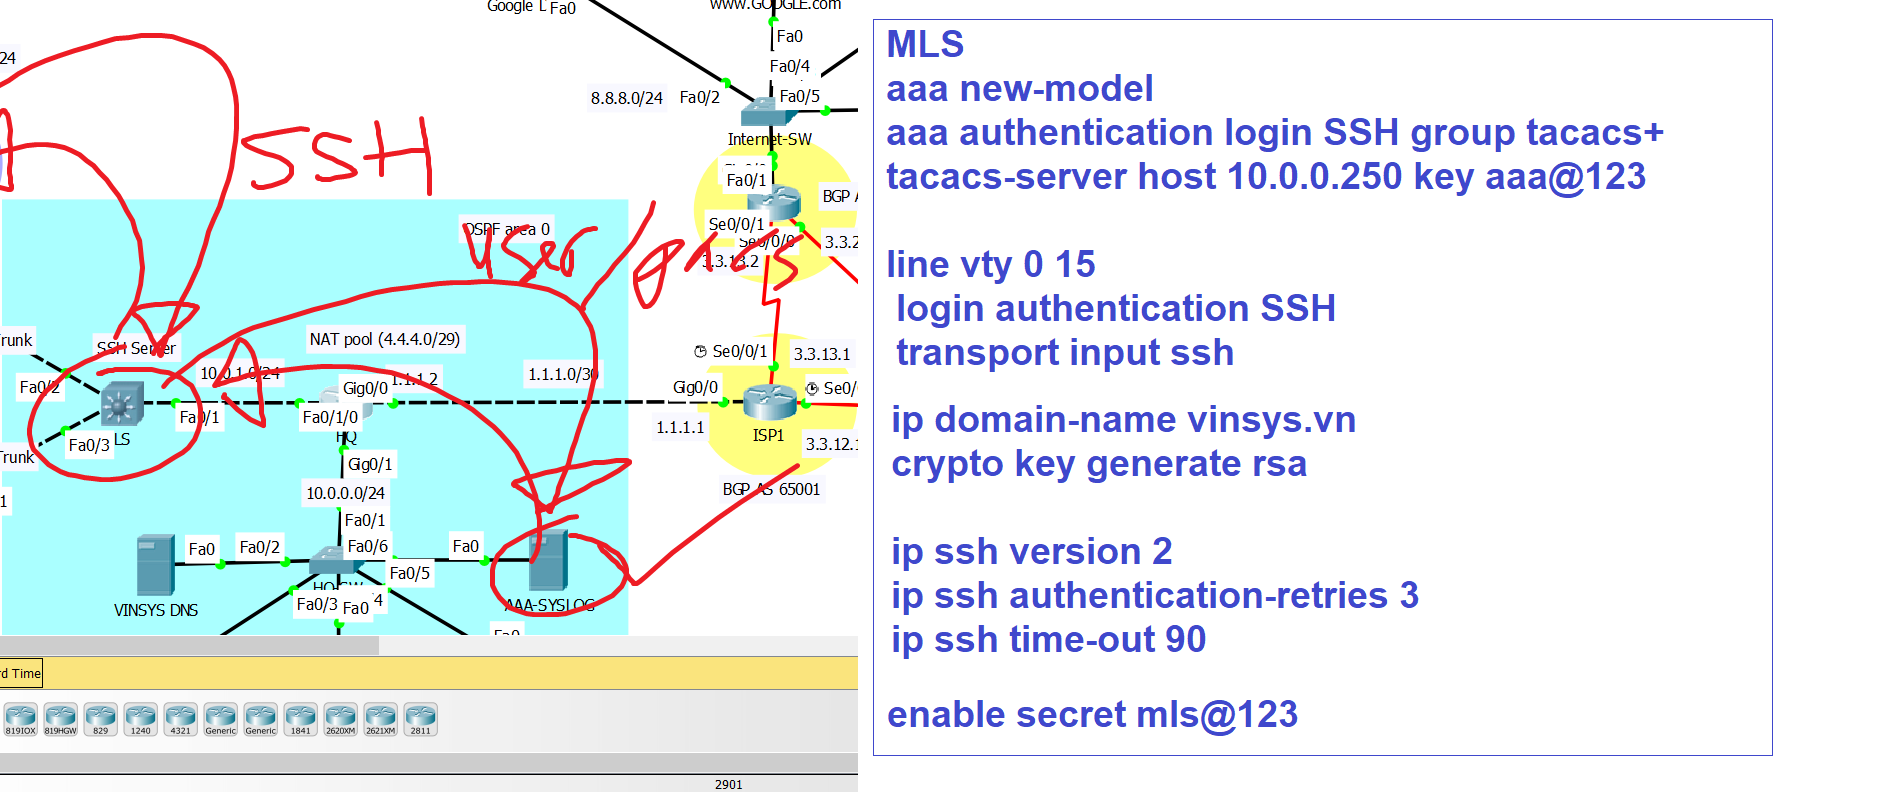 Google L
Fa0
www.GOOGLE.com
Fa0
Fa0/4
24
8.8.8.0/24
Fa0/2
Fa0/5
Internet-SW
SSH
Fa0/1
BGP A
Se0/0/1
Se0/0/0
3.3.2
3.3.13.2
OSPF area 0
user
SSH Server
NAT pool (4.4.4.0/29)
Trunk
Se0/0/1
3.3.13.1
10.0.1.0/24
1.1.1.2
1.1.1.0/30
Fa0/2
Gig0/0
Gig0/0
Se0/
Fa0/1
Fa0/1/0
LS
HQ
1.1.1.1
ISP1
Fa0/3
3.3.12.1
Trunk
Gig0/1
1
10.0.0.0/24
BGP AS 65001
Fa0/1
Fa0
Fa0/2
Fa0/6
Fa0
Fa0/5
HQ-SW
VINSYS DNS
Fa0/3
Fa0
4
AAA-SYSLOG
Fa0
rd Time
819IOX
819HGW
829
1240
4321
Generic
Generic
1841
2620XM
2621XM
2811
2901
MLS
aaa new-model
aaa authentication login SSH group tacacs+
tacacs-server host 10.0.0.250 key aaa@123
line vty 0 15
login authentication SSH
transport input ssh
ip domain-name vinsys.vn
crypto key generate rsa
ip ssh version 2
ip ssh authentication-retries 3
ip ssh time-out 90
enable secret mls@123